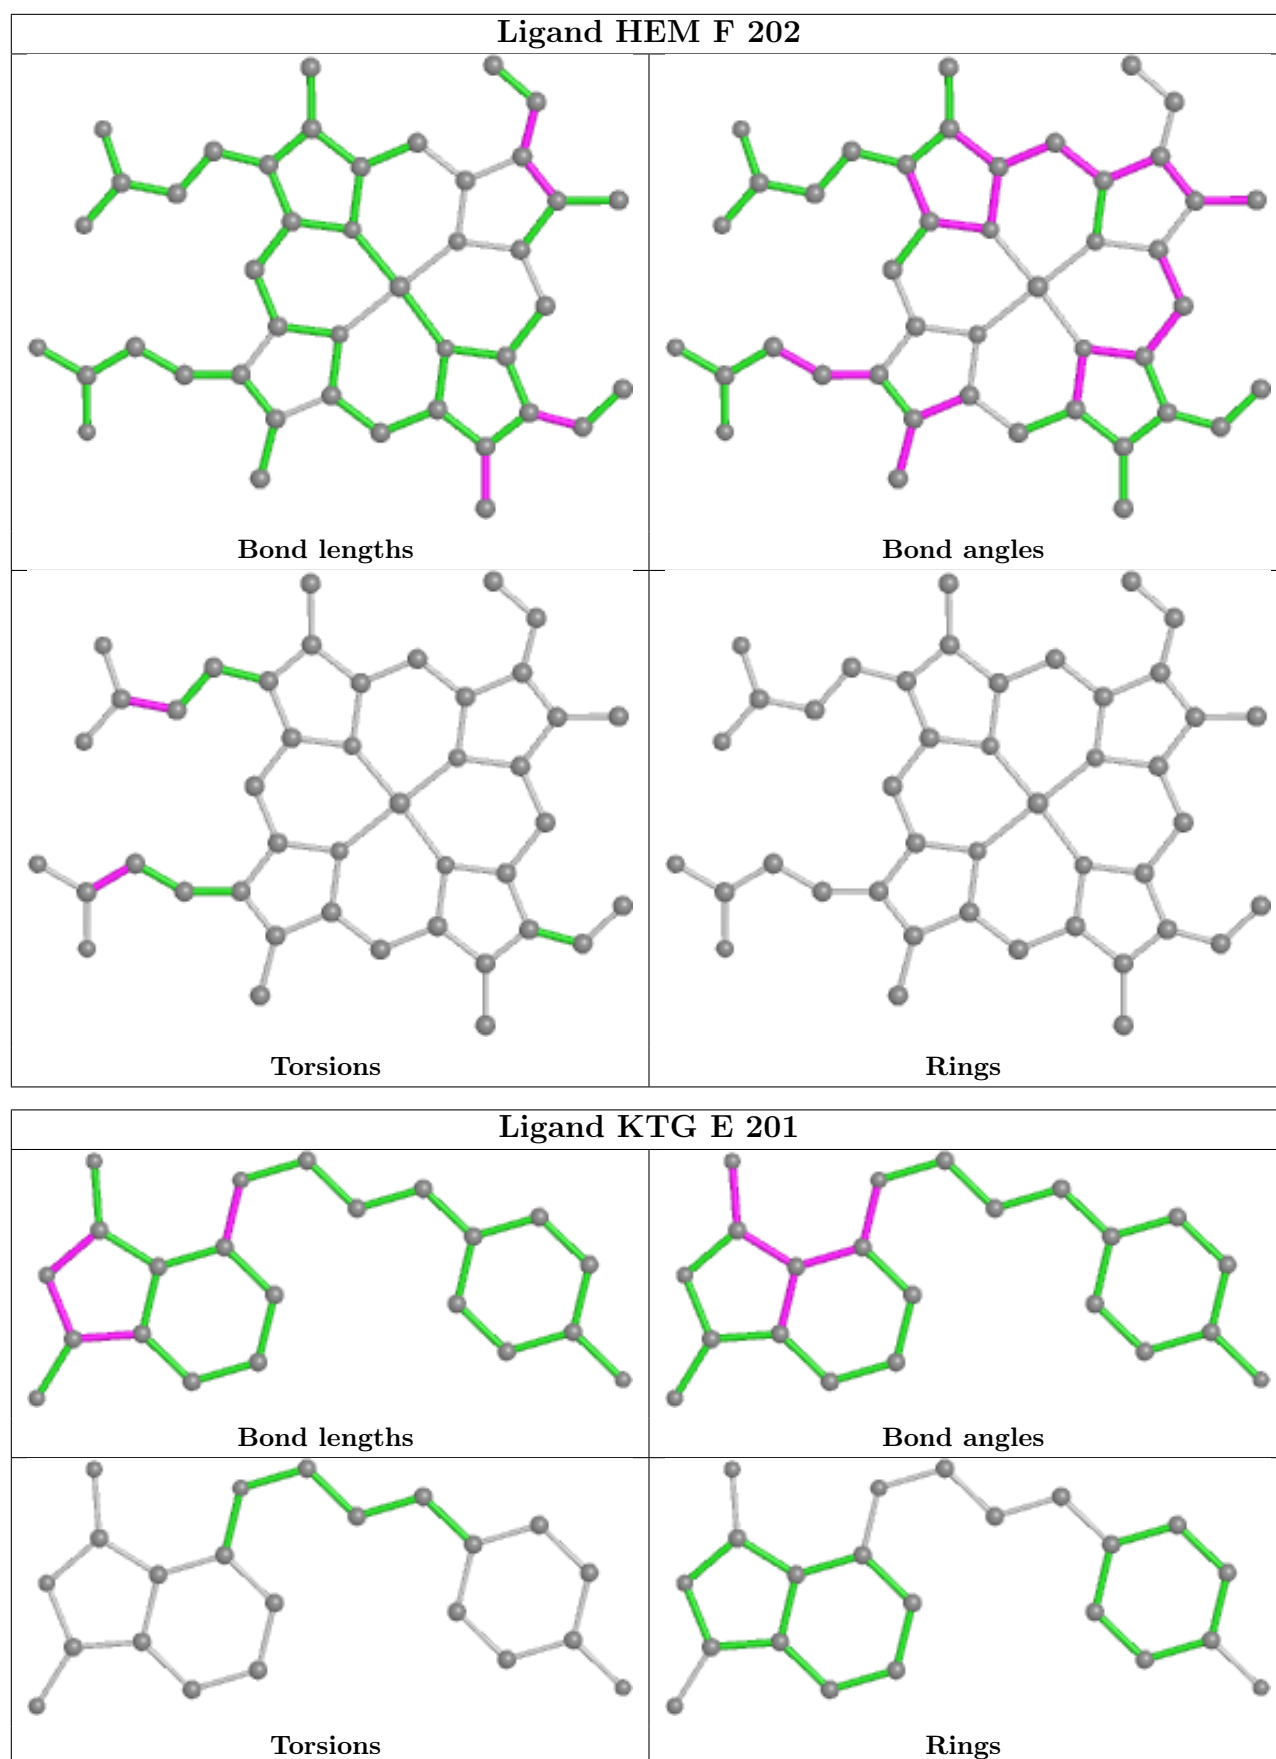 Ligand HEM F 202
Bond lengths
Bond angles
Torsions
Rings
Ligand KTG E 201
Bond lengths
Bond angles
Torsions
Rings